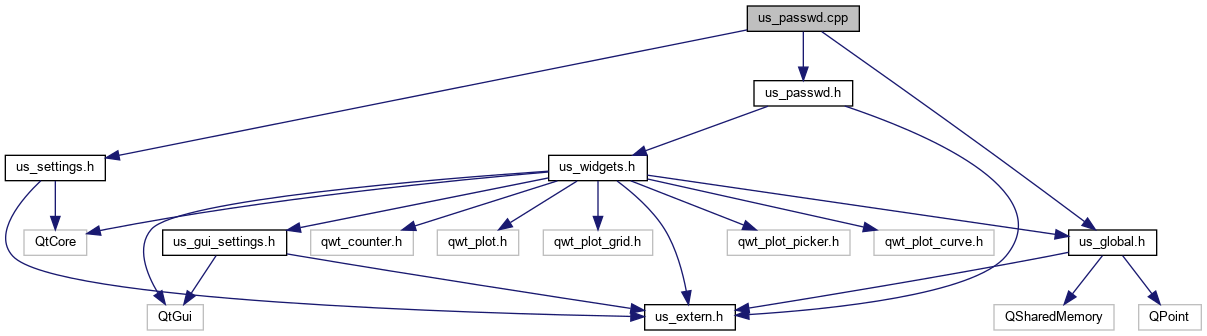 us_passwd.cpp
us_passwd.h
us_settings.h
us_widgets.h
QtCore
us_gui_settings.h
qwt_counter.h
qwt_plot.h
qwt_plot_grid.h
qwt_plot_picker.h
qwt_plot_curve.h
us_global.h
QtGui
us_extern.h
QSharedMemory
QPoint